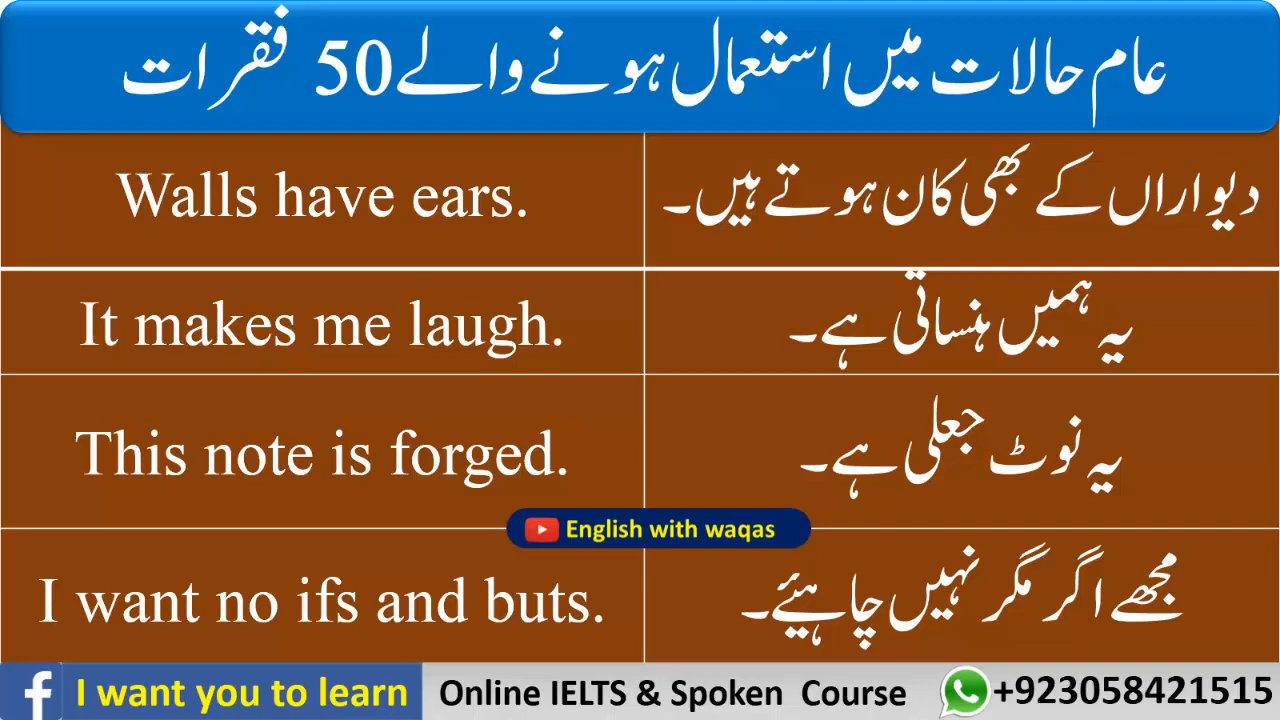 عام حالات میں استعمال ہونے والے 50 فقرات
Walls have ears.
دیواراں کے بھی کان ہوتے ہیں۔
It makes me laugh.
یہ ہمیں ہنساتی ہے۔
This note is forged.
یہ نوٹ جعلی ہے۔
English with waqas
I want no ifs and buts.
مجھے اگر مگر نہیں چاہیئے۔
I want you to learn
Online IELTS & Spoken Course
+923058421515